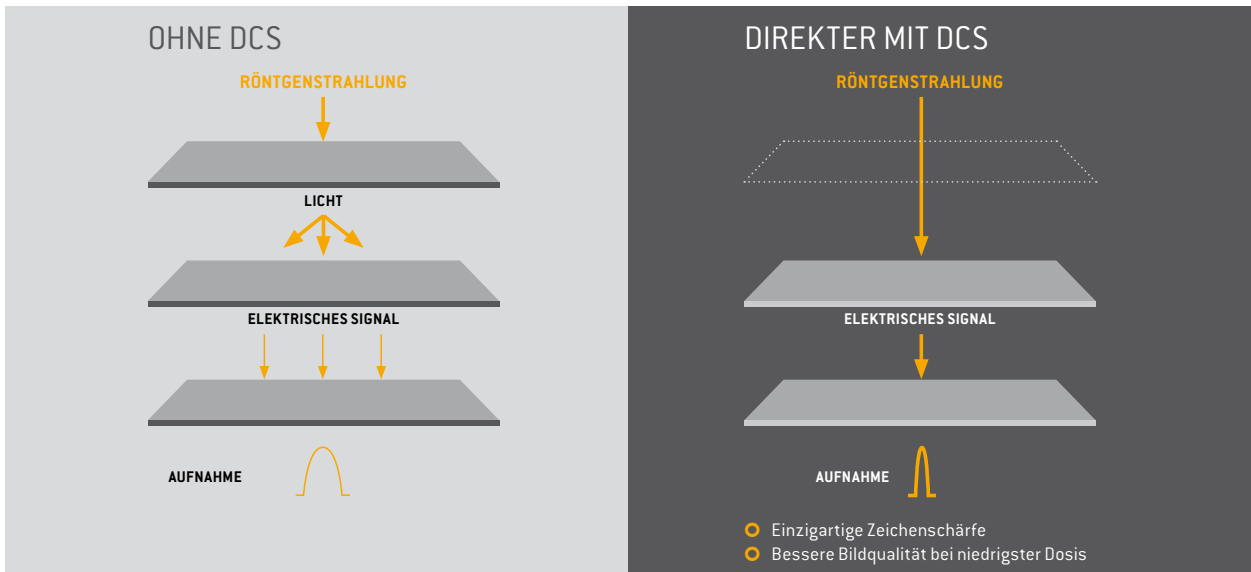 OHNE DCS
RÖNTGENSTRAHLUNG
LICHT
ELEKTRISCHES SIGNAL
AUFNAHME
DIREKTER MIT DCS
RÖNTGENSTRAHLUNG
ELEKTRISCHES SIGNAL
AUFNAHME
Einzigartige Zeichenschärfe
Bessere Bildqualität bei niedrigster Dosis